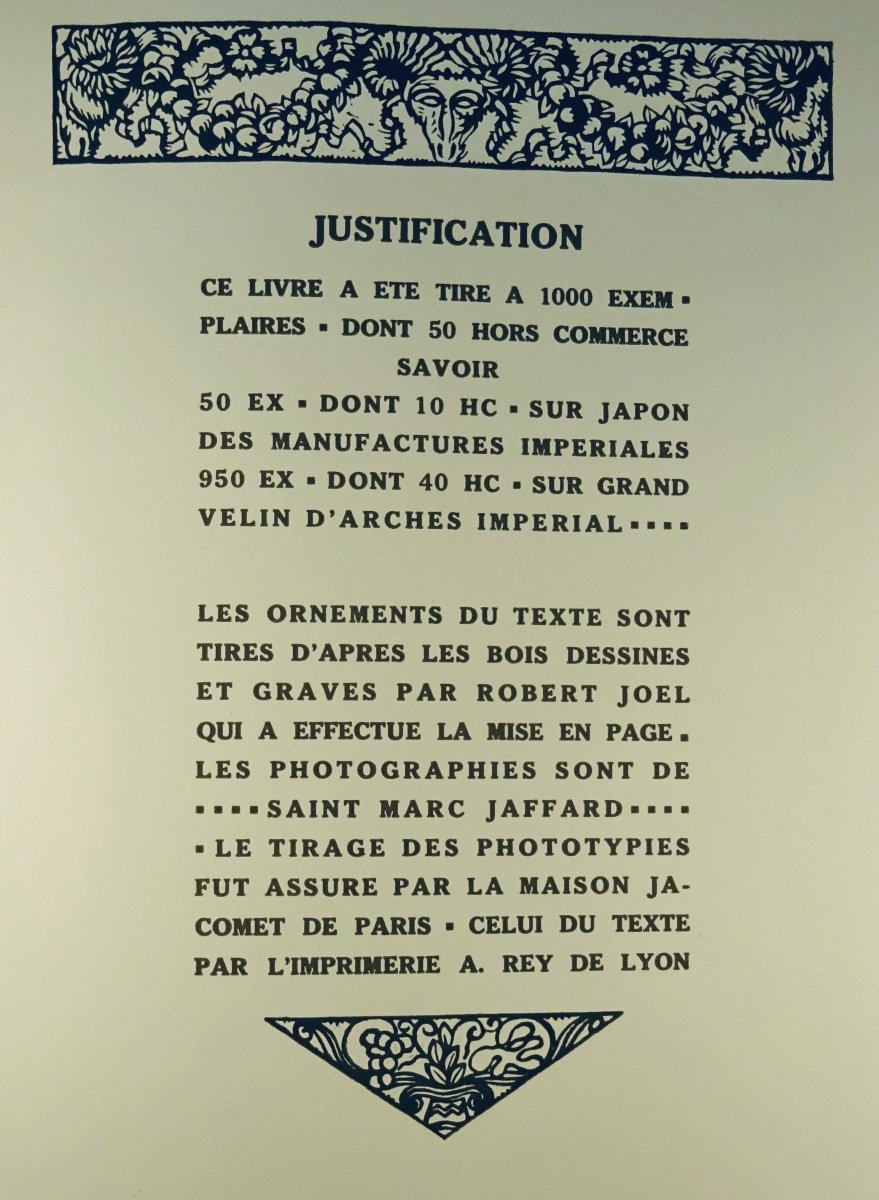 JUSTIFICATION
CE LIVRE A ETE TIRE A 1000 EXEM ▪
PLAIRES ▪ DONT 50 HORS COMMERCE
SAVOIR
50 EX ▪ DONT 10 HC ▪ SUR JAPON
DES MANUFACTURES IMPERIALES
950 EX ▪ DONT 40 HC ▪ SUR GRAND
VELIN D'ARCHES IMPERIAL ▪ ▪ ▪ ▪
LES ORNEMENTS DU TEXTE SONT
TIRES D'APRES LES BOIS DESSINES
ET GRAVES PAR ROBERT JOEL
QUI A EFFECTUE LA MISE EN PAGE ▪
LES PHOTOGRAPHIES SONT DE
▪ ▪ ▪ ▪ SAINT MARC JAFFARD ▪ ▪ ▪ ▪
▪ LE TIRAGE DES PHOTOTYPIES
FUT ASSURE PAR LA MAISON JA-
COMET DE PARIS ▪ CELUI DU TEXTE
PAR L'IMPRIMERIE A. REY DE LYON